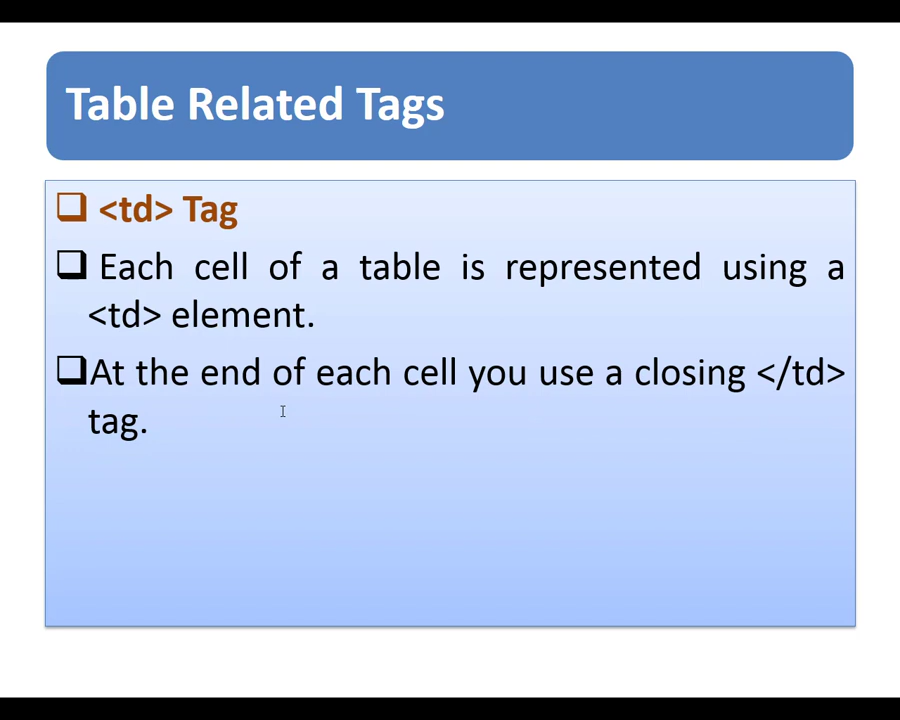 Table Related Tags
<td> Tag
Each cell of a table is represented using a
<td> element.
At the end of each cell you use a closing </td>
tag.